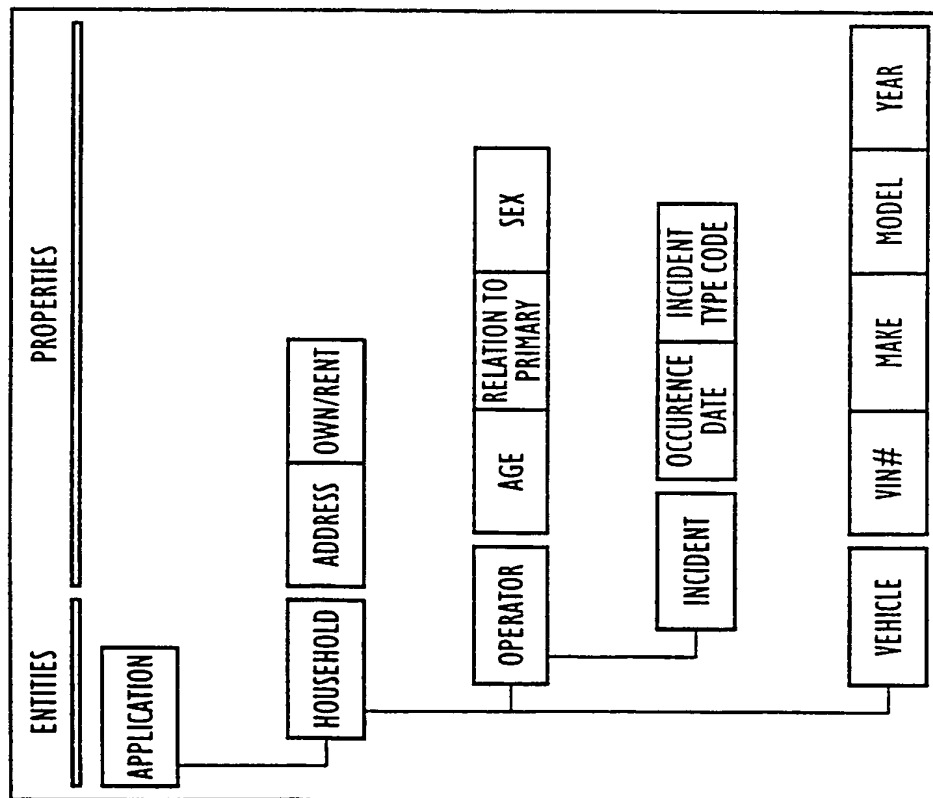 ENTITIES
PROPERTIES
APPLICATION
HOUSEHOLD
ADDRESS
OWN/RENT
OPERATOR
AGE
RELATION TO
PRIMARY
SEX
INCIDENT
OCCURENCE
DATE
INCIDENT
TYPE CODE
VEHICLE
VIN#
MAKE
MODEL
YEAR